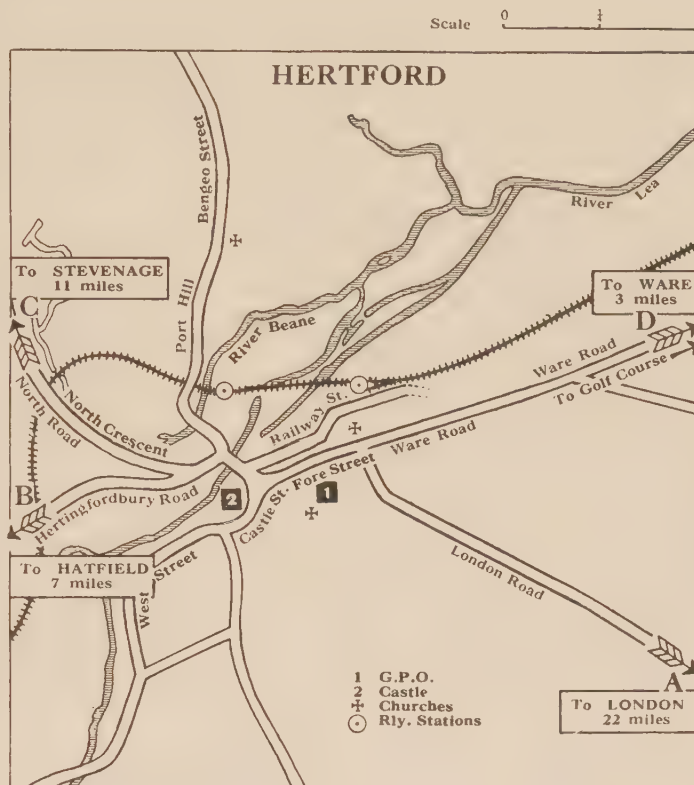 Scale 0 ¼
HERTFORD
Bengeo Street
River Lea
To STEVENAGE
11 miles
C
Port Hill
River Beane
To WARE
3 miles
D
Ware Road
To Golf Course
North Crescent
North Road
Railway St.
Ware Road
B
Hertingfordbury Road
2
Castle St.
Fore Street
1
To HATFIELD
7 miles
West Street
London Road
A
To LONDON
22 miles
1 G.P.O.
2 Castle
Churches
Rly. Stations